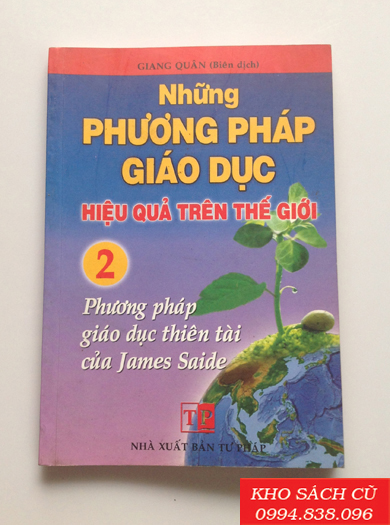 GIANG QUÂN (Biên dịch)
Những
PHƯƠNG PHÁP
GIÁO DỤC
HIỆU QUẢ TRÊN THẾ GIỚI
2
Phương pháp
giáo dục thiên tài
của James Saide
TP
NHÀ XUẤT BẢN TƯ PHÁP
KHO SÁCH CŨ
0994.838.096